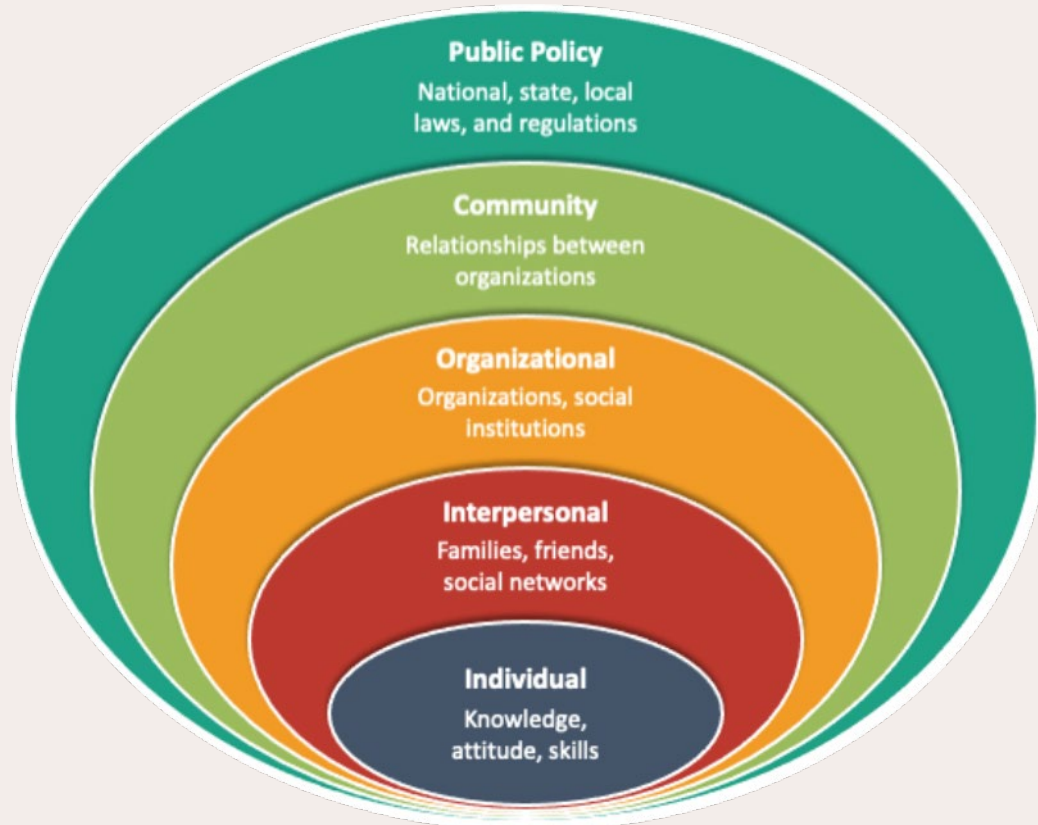 Public Policy
National, state, local
laws, and regulations
Community
Relationships between
organizations
Organizational
Organizations, social
institutions
Interpersonal
Families, friends,
social networks
Individual
Knowledge,
attitude, skills